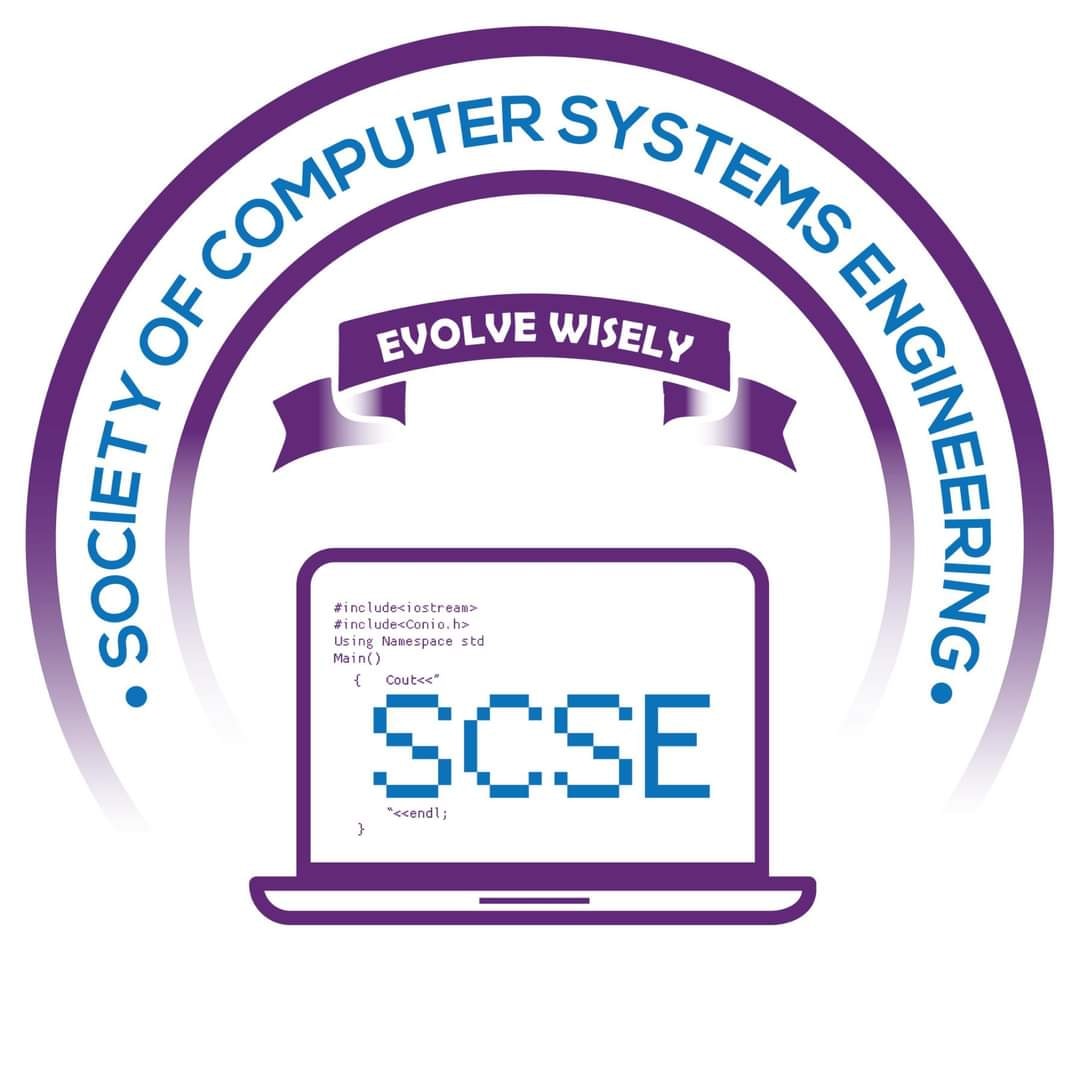 • SOCIETY OF COMPUTER SYSTEMS ENGINEERING •
EVOLVE WISELY
#include<iostream>
#include<Conio.h>
Using Namespace std
Main()
{ Cout<<”
SCSE
“<<endl;
}